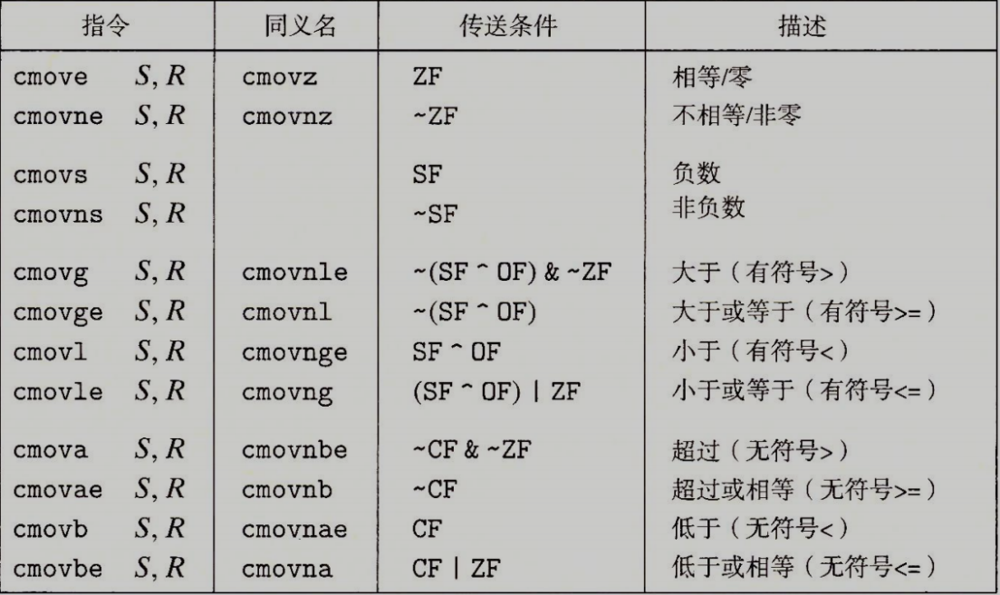 指令 同义名 传送条件 描述
cmove S, R cmovz ZF 相等/零
cmovne S, R cmovnz ~ZF 不相等/非零
cmovs S, R SF 负数
cmovns S, R ~SF 非负数
cmovg S, R cmovnle ~(SF ^ OF) & ~ZF 大于（有符号>）
cmovge S, R cmovnl ~(SF ^ OF) 大于或等于（有符号>=）
cmovl S, R cmovnge SF ^ OF 小于（有符号<）
cmovle S, R cmovng (SF ^ OF) | ZF 小于或等于（有符号<=）
cmova S, R cmovnbe ~CF & ~ZF 超过（无符号>）
cmovae S, R cmovnb ~CF 超过或相等（无符号>=）
cmovb S, R cmovnae CF 低于（无符号<）
cmovbe S, R cmovna CF | ZF 低于或相等（无符号<=）